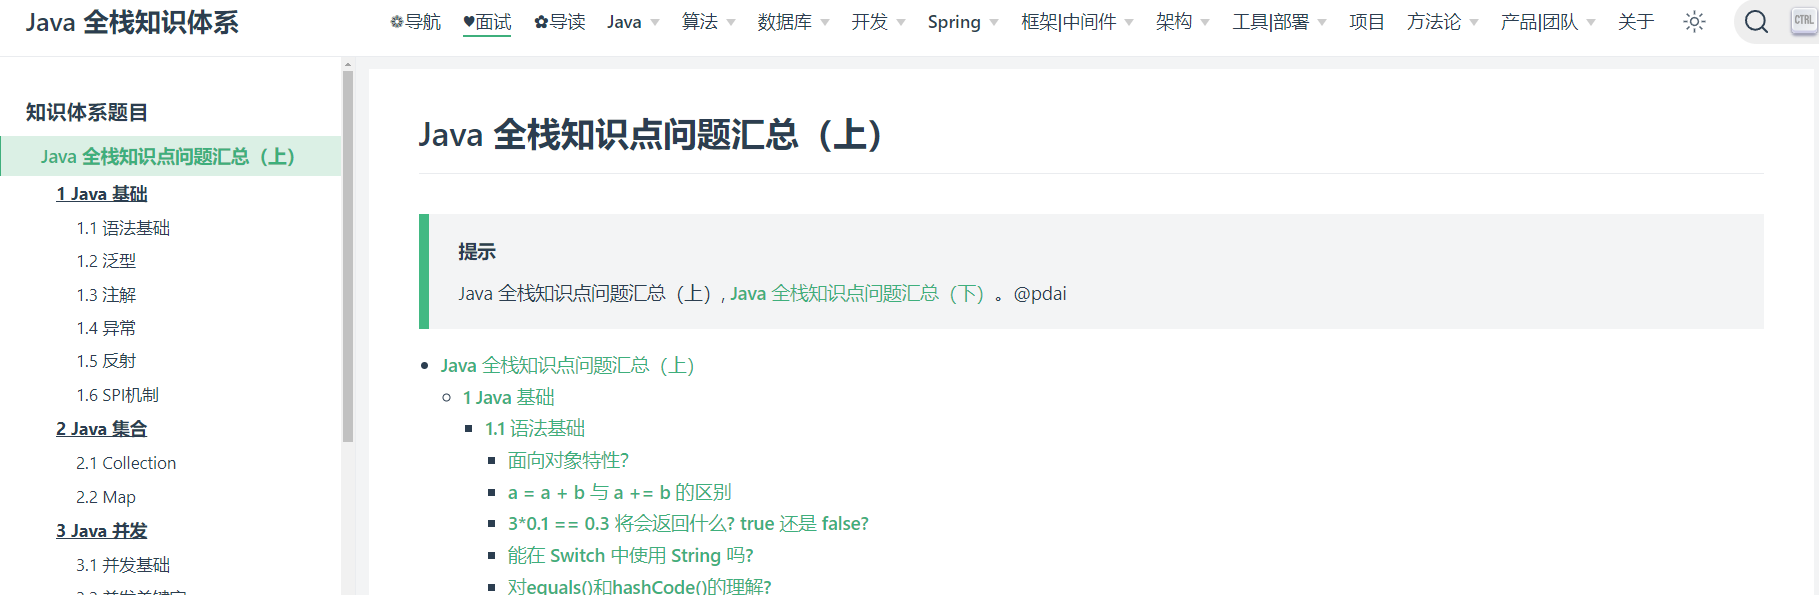 Java 全栈知识体系
❁导航 ♥面试 ✿导读 Java 算法 数据库 开发 Spring 框架|中间件 架构 工具|部署 项目 方法论 产品|团队 关于 CTRL
知识体系题目
Java 全栈知识点问题汇总（上）
1 Java 基础
1.1 语法基础
1.2 泛型
1.3 注解
1.4 异常
1.5 反射
1.6 SPI机制
2 Java 集合
2.1 Collection
2.2 Map
3 Java 并发
3.1 并发基础
Java 全栈知识点问题汇总（上）
提示
Java 全栈知识点问题汇总（上）, Java 全栈知识点问题汇总（下）。@pdai
Java 全栈知识点问题汇总（上）
1 Java 基础
1.1 语法基础
面向对象特性?
a = a + b 与 a += b 的区别
3*0.1 == 0.3 将会返回什么? true 还是 false?
能在 Switch 中使用 String 吗?
对equals()和hashCode()的理解?